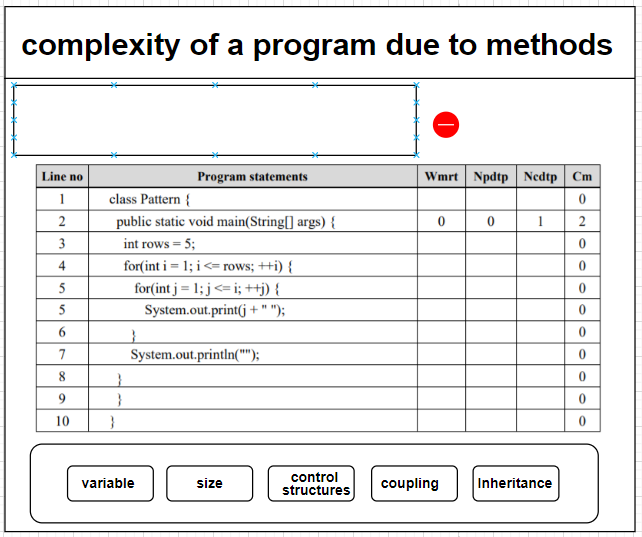 complexity of a program due to methods
Line no Program statements Wmrt Npdtp Ncdtp Cm
1 class Pattern { 0
2 public static void main(String[] args) { 0 0 1 2
3 int rows = 5; 0
4 for(int i = 1; i <= rows; ++i) { 0
5 for(int j = 1; j <= i; ++j) { 0
5 System.out.print(j + " "); 0
6 } 0
7 System.out.println(""); 0
8 } 0
9 } 0
10 } 0
variable size control structures coupling Inheritance